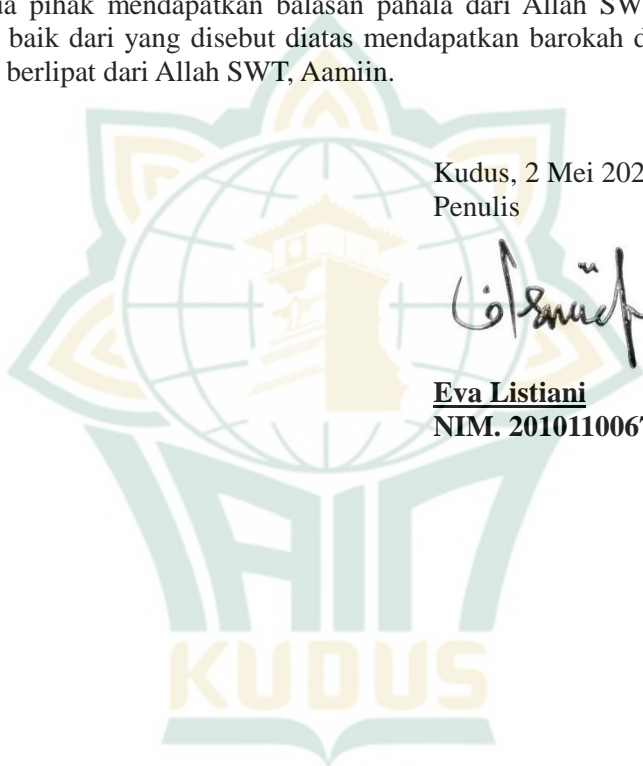 pihak mendapatkan balasan pahala dari Allah
baik dari yang disebut diatas mendapatkan barokah
berlipat dari Allah SWT, Aamiin.
Kudus, 2 Mei 202
Penulis
Eva Listiani
NIM. 201011006
IAIN
KUDUS